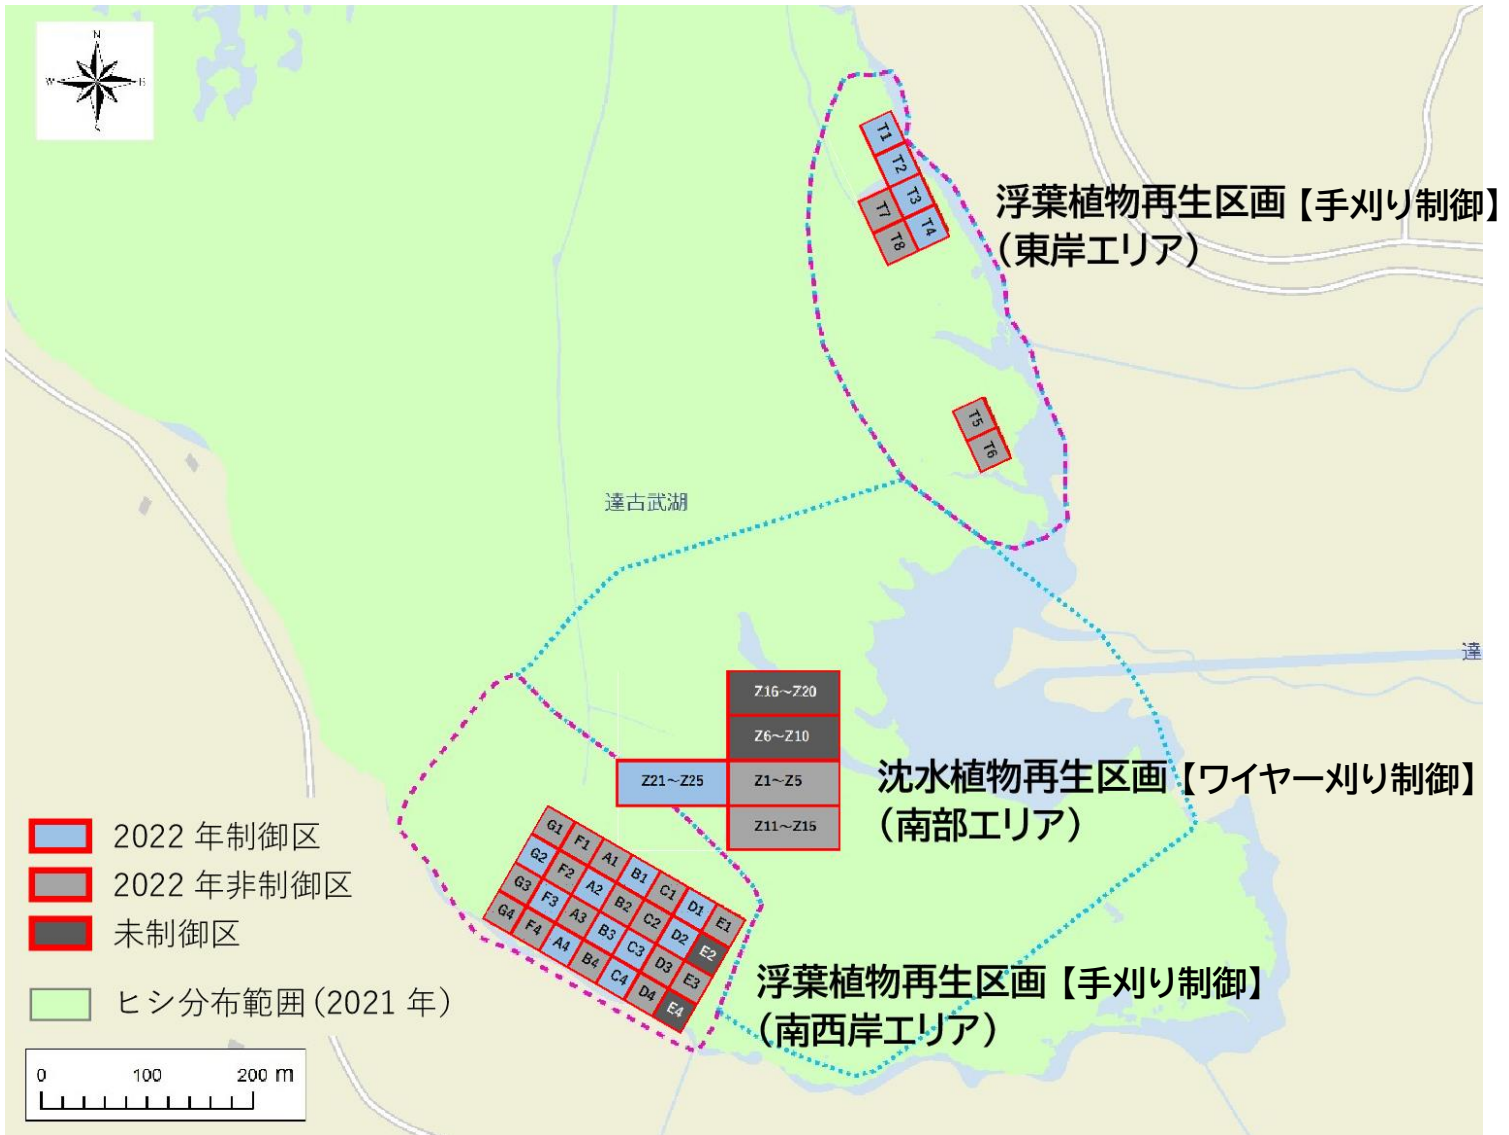 N
W
E
S
T1
T2
T3
T4
T7
T8
浮葉植物再生区画【手刈り制御】
（東岸エリア）
T5
T6
達古武湖
達
Z16～Z20
Z6～Z10
Z21～Z25
Z1～Z5
Z11～Z15
沈水植物再生区画【ワイヤー刈り制御】
（南部エリア）
G1 F1 A1 B1 C1 D1 E1
G2 F2 A2 B2 C2 D2 E2
G3 F3 A3 B3 C3 D3 E3
G4 F4 A4 B4 C4 D4 E4
浮葉植物再生区画【手刈り制御】
（南西岸エリア）
2022 年制御区
2022 年非制御区
未制御区
ヒシ分布範囲（2021 年）
0 100 200 m